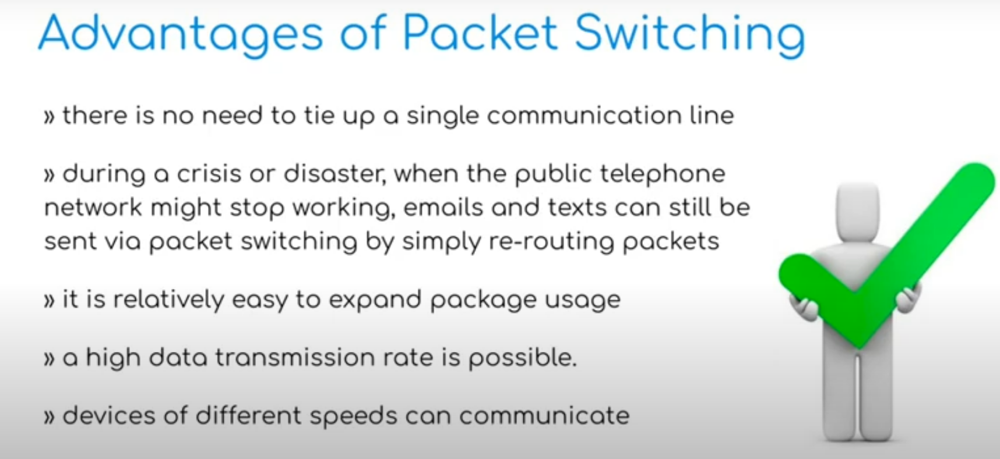 Advantages of Packet Switching
» there is no need to tie up a single communication line
» during a crisis or disaster, when the public telephone
network might stop working, emails and texts can still be
sent via packet switching by simply re-routing packets
» it is relatively easy to expand package usage
» a high data transmission rate is possible.
» devices of different speeds can communicate